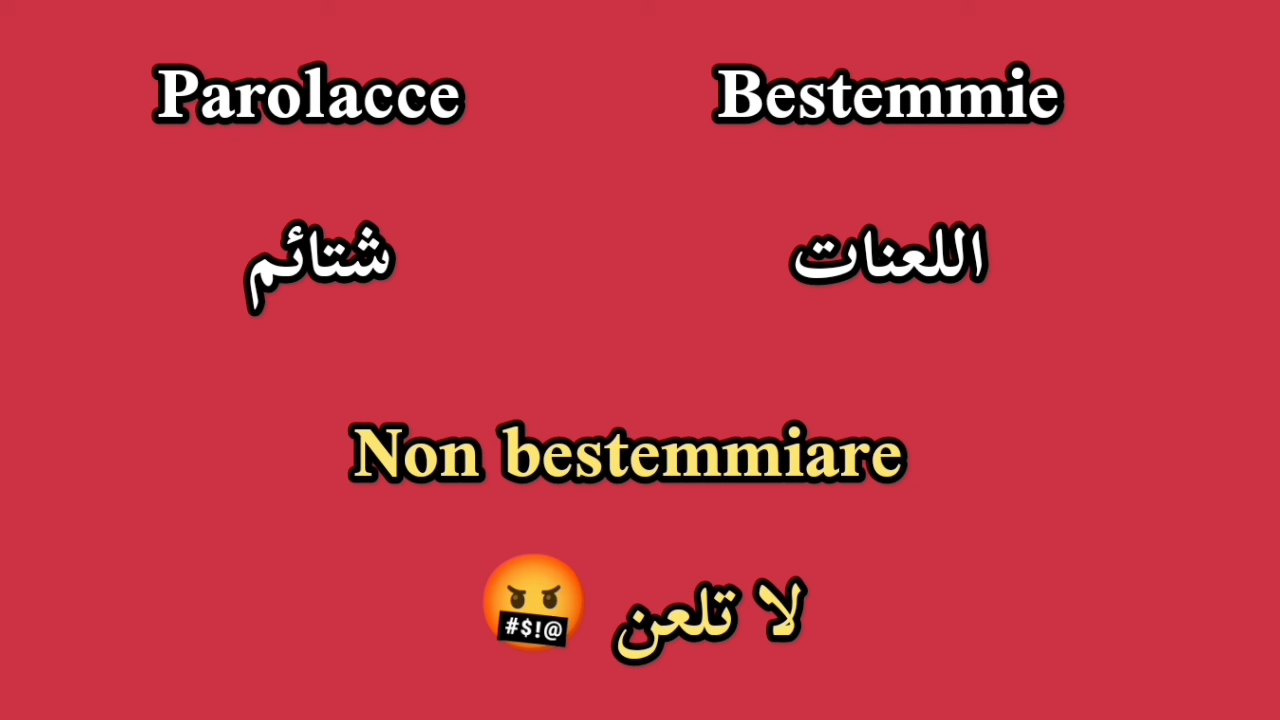 Parolacce
Bestemmie
شتائم
اللعنات
Non bestemmiare
لا تلعن
#$!@